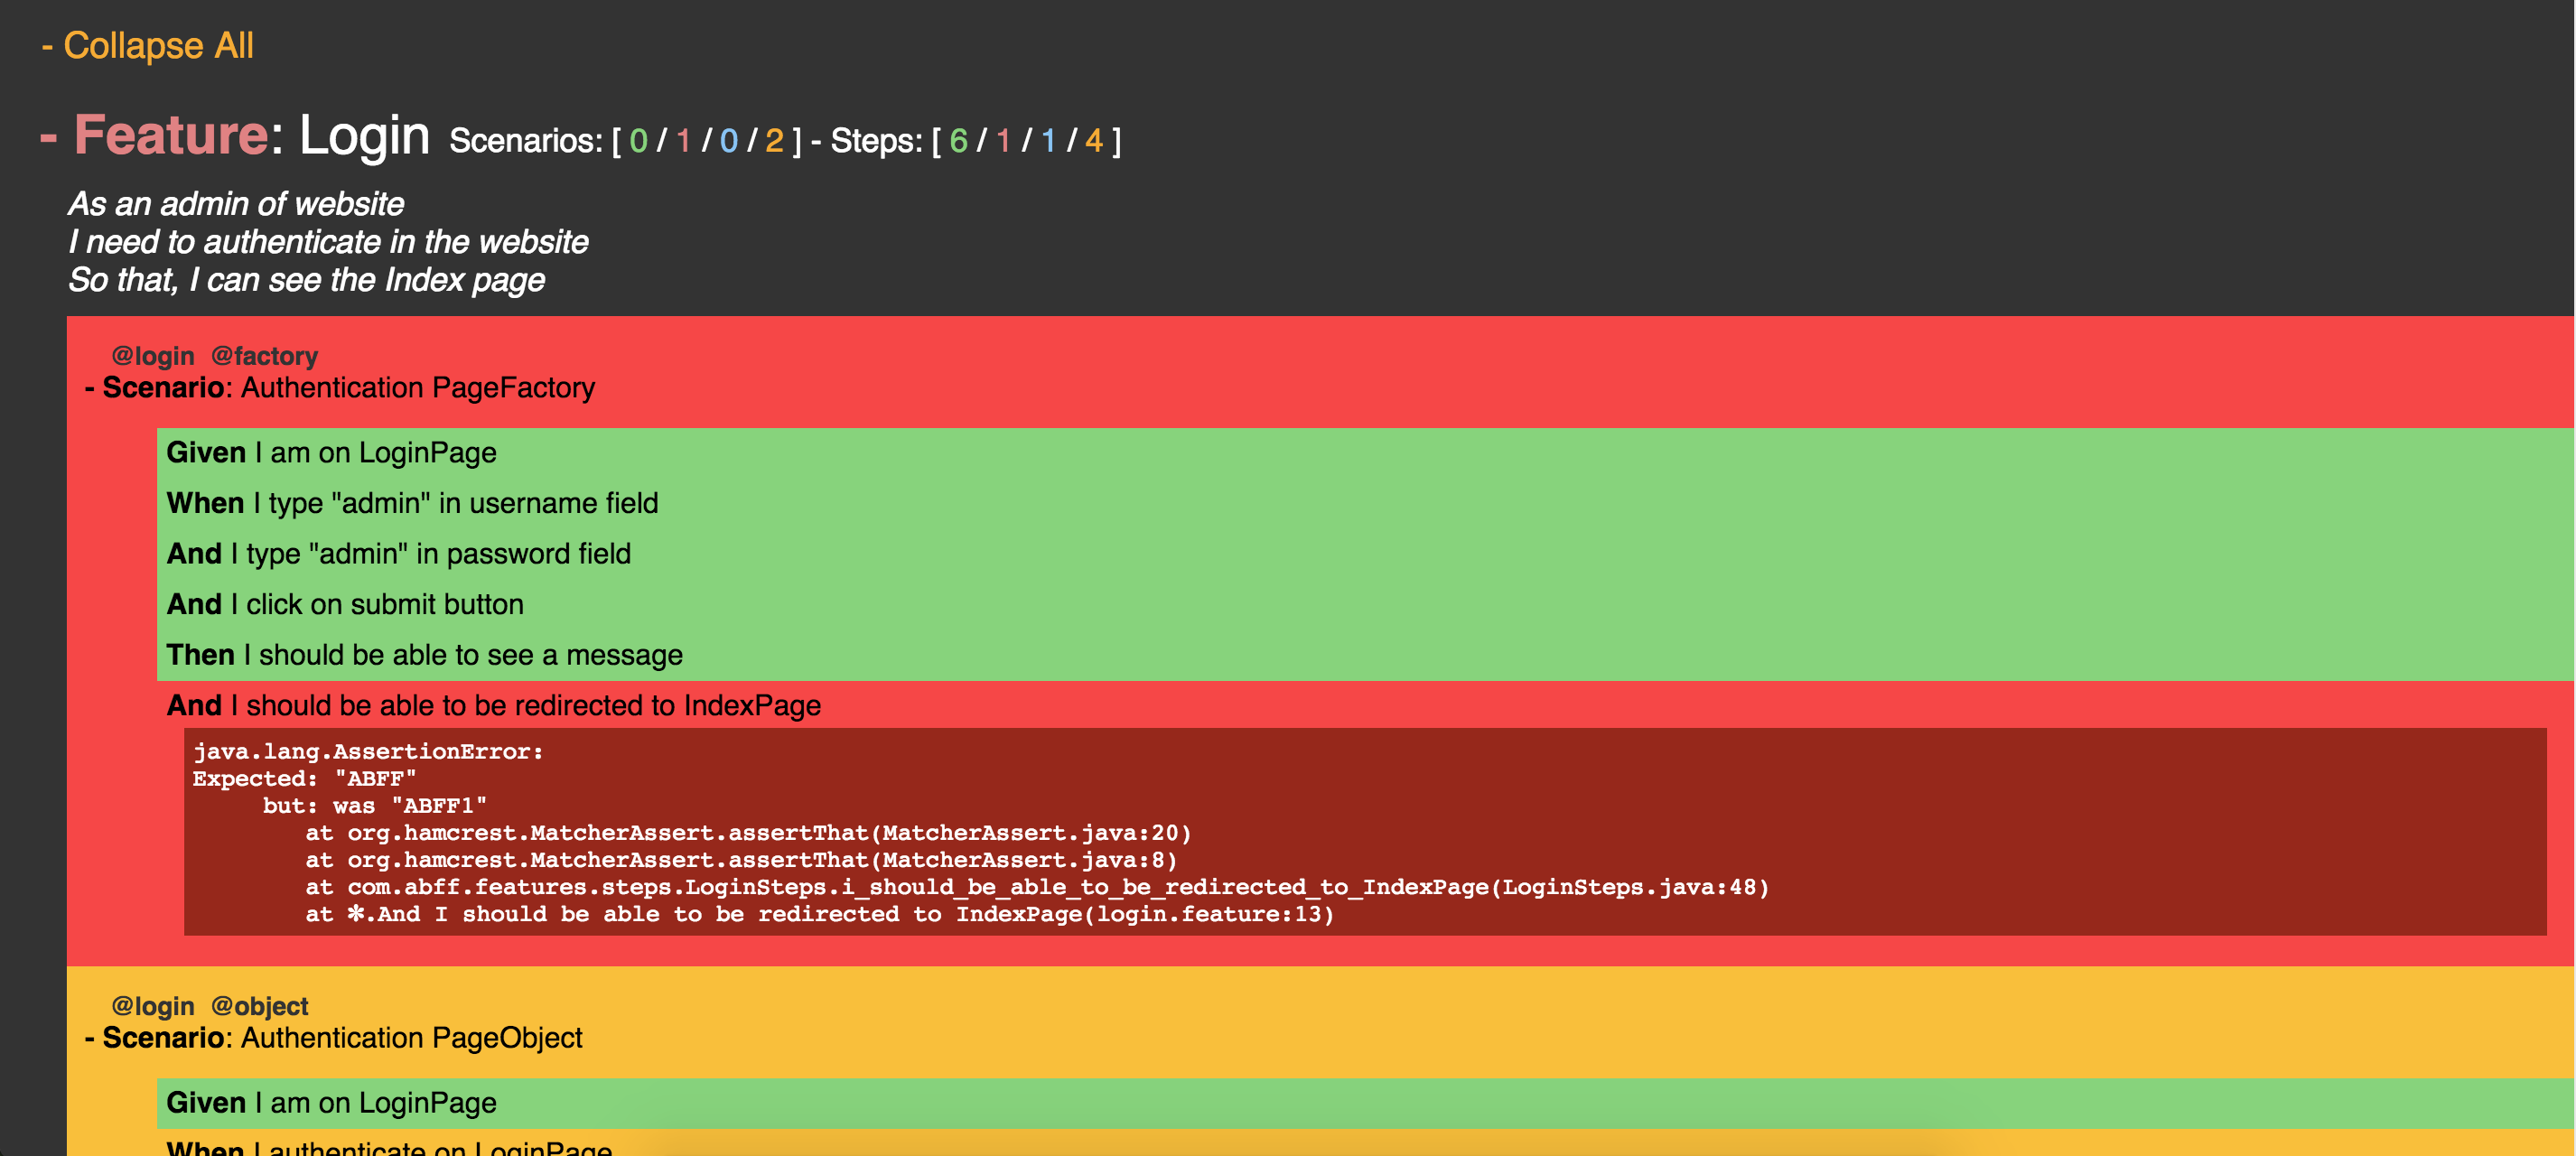 - Collapse All
- Feature: Login Scenarios: [ 0 / 1 / 0 / 2 ] - Steps: [ 6 / 1 / 1 / 4 ]
As an admin of website
I need to authenticate in the website
So that, I can see the Index page
@login @factory
- Scenario: Authentication PageFactory
Given I am on LoginPage
When I type "admin" in username field
And I type "admin" in password field
And I click on submit button
Then I should be able to see a message
And I should be able to be redirected to IndexPage
java.lang.AssertionError:
Expected: "ABFF"
but: was "ABFF1"
at org.hamcrest.MatcherAssert.assertThat(MatcherAssert.java:20)
at org.hamcrest.MatcherAssert.assertThat(MatcherAssert.java:8)
at com.abff.features.steps.LoginSteps.i_should_be_able_to_be_redirected_to_IndexPage(LoginSteps.java:48)
at ✻.And I should be able to be redirected to IndexPage(login.feature:13)
@login @object
- Scenario: Authentication PageObject
Given I am on LoginPage
When I authenticate on LoginPage